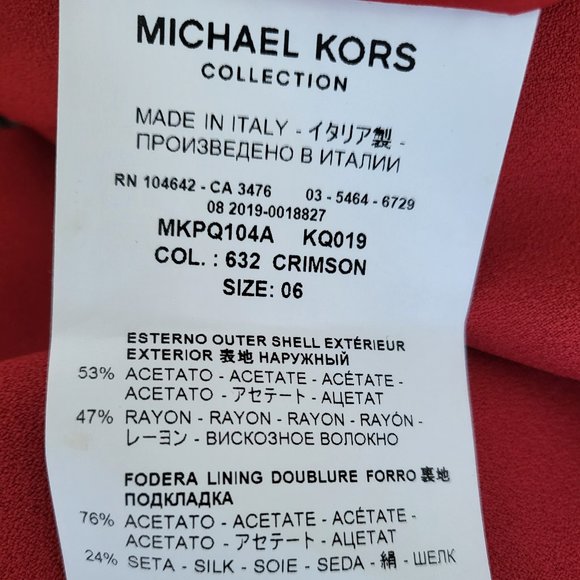 MICHAEL KORS
COLLECTION
MADE IN ITALY - イタリア製 -
ПРОИЗВЕДЕНО В ИТАЛИИ
RN 104642 - CA 3476 03 - 5464 - 6729
08 2019-0018827
MKPQ104A KQ019
COL. : 632 CRIMSON
SIZE: 06
ESTERNO OUTER SHELL EXTÉRIEUR
EXTERIOR 表地 НАРУЖНЫЙ
53% ACETATO - ACETATE - ACÉTATE -
ACETATO - アセテート - АЦЕТАТ
47% RAYON - RAYON - RAYON - RAYÓN -
レーヨン - ВИСКОЗНОЕ ВОЛОКНО
FODERA LINING DOUBLURE FORRO 裏地
ПОДКЛАДКА
76% ACETATO - ACETATE - ACÉTATE -
ACETATO - アセテート - АЦЕТАТ
24% SETA - SILK - SOIE - SEDA - 絹 - ШЕЛК